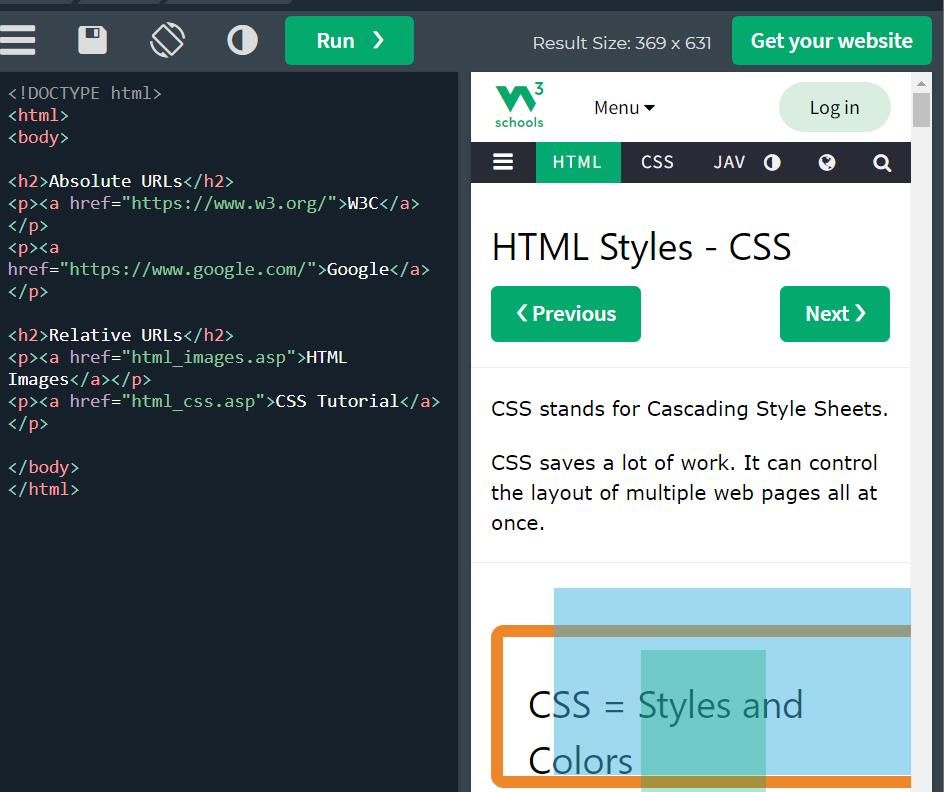 Run ❯
Result Size: 369 x 631
Get your website
<!DOCTYPE html>
<html>
<body>
<h2>Absolute URLs</h2>
<p><a href="https://www.w3.org/">W3C</a>
</p>
<p><a
href="https://www.google.com/">Google</a>
</p>
<h2>Relative URLs</h2>
<p><a href="html_images.asp">HTML
Images</a></p>
<p><a href="html_css.asp">CSS Tutorial</a>
</p>
</body>
</html>
W3
schools
Menu
Log in
HTML CSS JAV
HTML Styles - CSS
❮ Previous
Next ❯
CSS stands for Cascading Style Sheets.
CSS saves a lot of work. It can control
the layout of multiple web pages all at
once.
CSS = Styles and
Colors